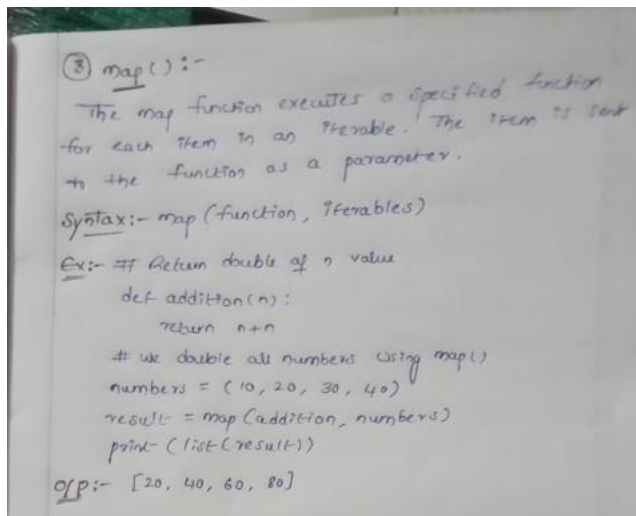 ③ map() :-
The map function executes a specified function
for each item in an iterable. The item is sent
to the function as a parameter.
Syntax :- map (function, iterables)
Ex :- # Return double of n value
def addition(n) :
return n+n
# we double all numbers using map()
numbers = (10, 20, 30, 40)
result = map (addition, numbers)
print (list (result))
O/P :- [20, 40, 60, 80]